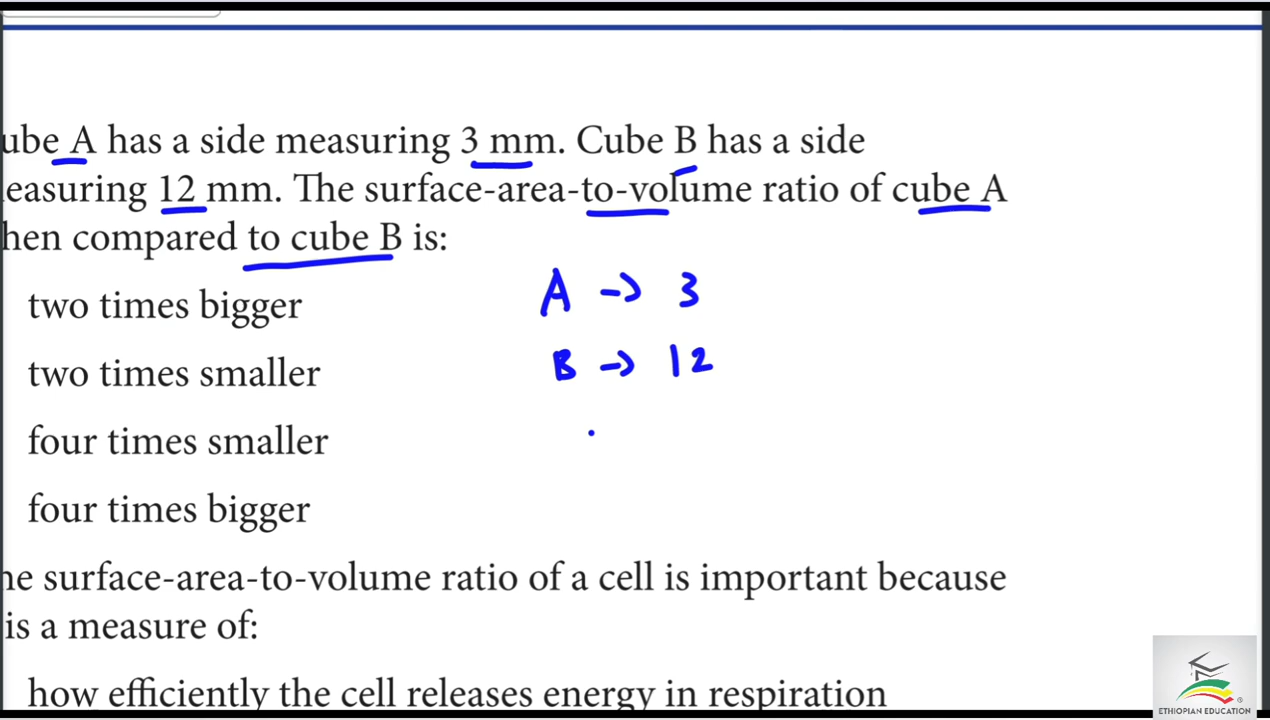 ube A has a side measuring 3 mm. Cube B has a side
easuring 12 mm. The surface-area-to-volume ratio of cube A
hen compared to cube B is:
two times bigger
A -> 3
two times smaller
B -> 12
four times smaller
four times bigger
he surface-area-to-volume ratio of a cell is important because
is a measure of:
how efficiently the cell releases energy in respiration
ETHIOPIAN EDUCATION